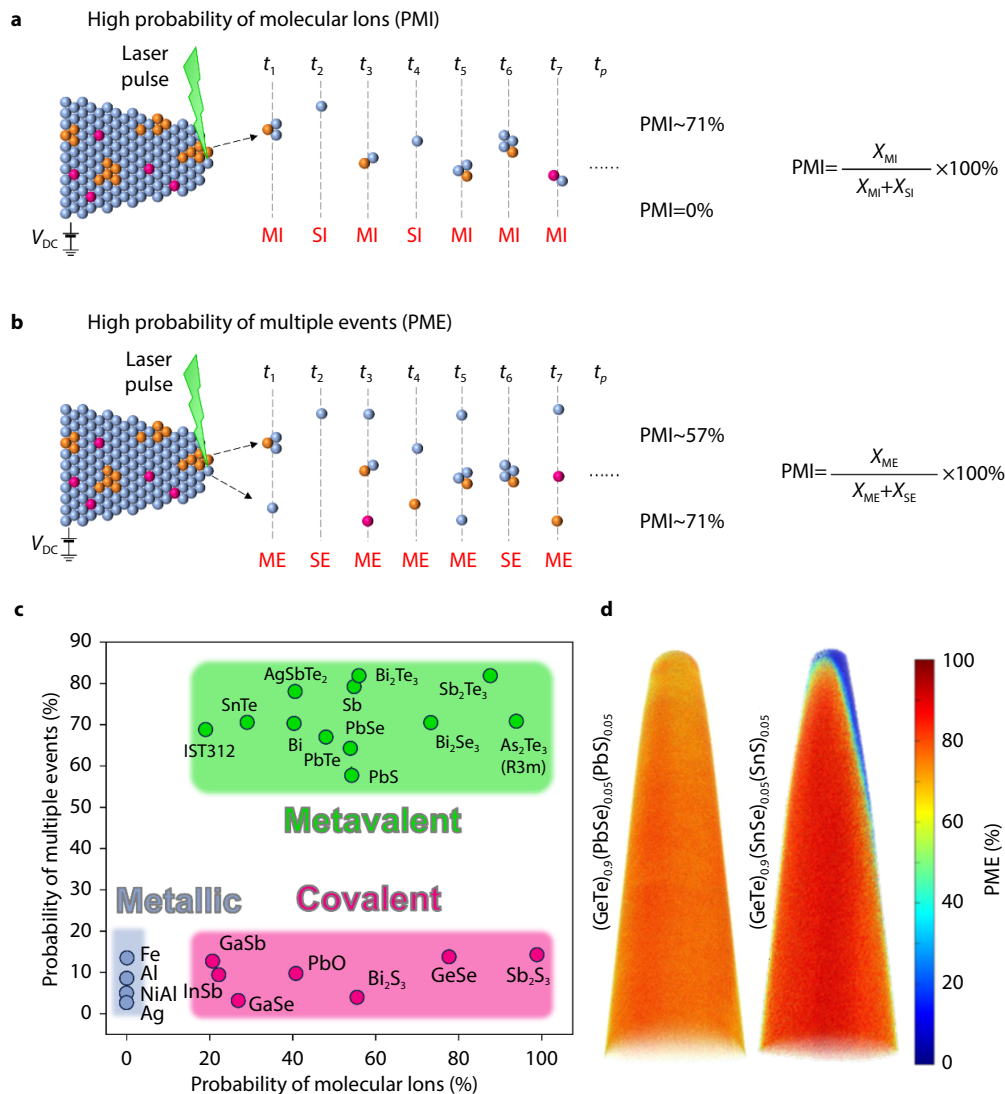 a High probability of molecular Ions (PMI)
Laser
pulse
t1 t2 t3 t4 t5 t6 t7 tp
PMI~71%
......
PMI=0%
PMI= XMI / XMI+XSI ×100%
VDC
MI SI MI SI MI MI MI
b High probability of multiple events (PME)
Laser
pulse
t1 t2 t3 t4 t5 t6 t7 tp
PMI~57%
......
PMI~71%
PMI= XME / XME+XSE ×100%
VDC
ME SE ME ME ME SE ME
c
Probability of multiple events (%)
90
80
70
60
50
40
30
20
10
0
AgSbTe2
Bi2Te3
Sb
Sb2Te3
SnTe
IST312
Bi
PbSe
PbTe
PbS
Bi2Se3
As2Te3
(R3m)
Metavalent
Metallic
Covalent
Fe
Al
NiAl
Ag
GaSb
InSb
GaSe
PbO
Bi2S3
GeSe
Sb2S3
0 20 40 60 80 100
Probability of molecular Ions (%)
d
(GeTe)0.9(PbSe)0.05(PbS)0.05
(GeTe)0.9(SnSe)0.05(SnS)0.05
100
80
60
40
20
0
PME (%)